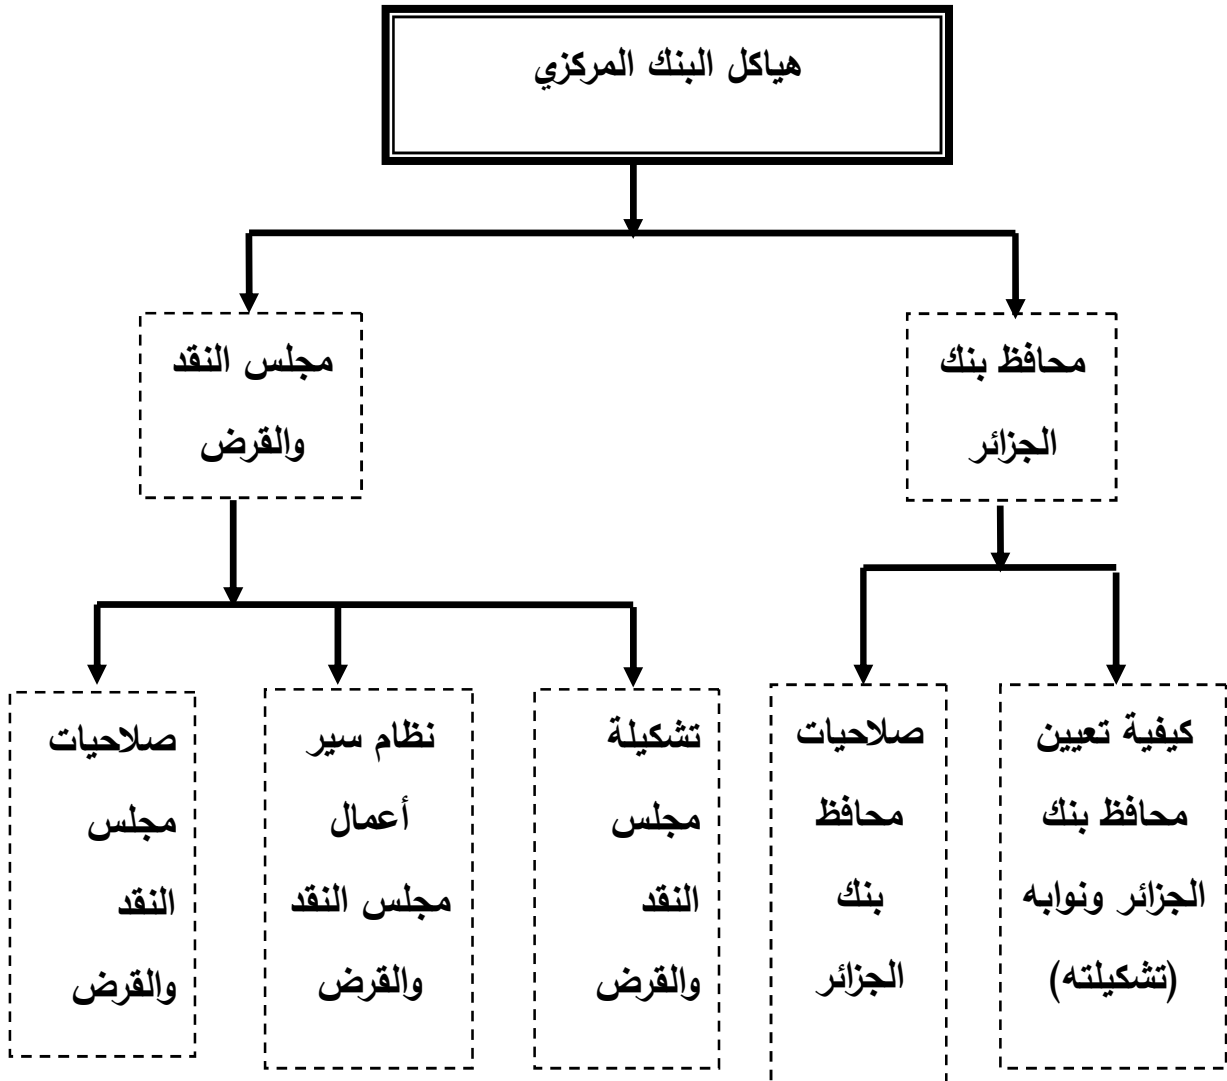 هياكل البنك المركزي
محافظ بنك
الجزائر
مجلس النقد
والقرض
كيفية تعيين
محافظ بنك
الجزائر ونوابه
(تشكيلته)
صلاحيات
محافظ
بنك
الجزائر
تشكيلة
مجلس
النقد
والقرض
نظام سير
أعمال
مجلس النقد
والقرض
صلاحيات
مجلس
النقد
والقرض